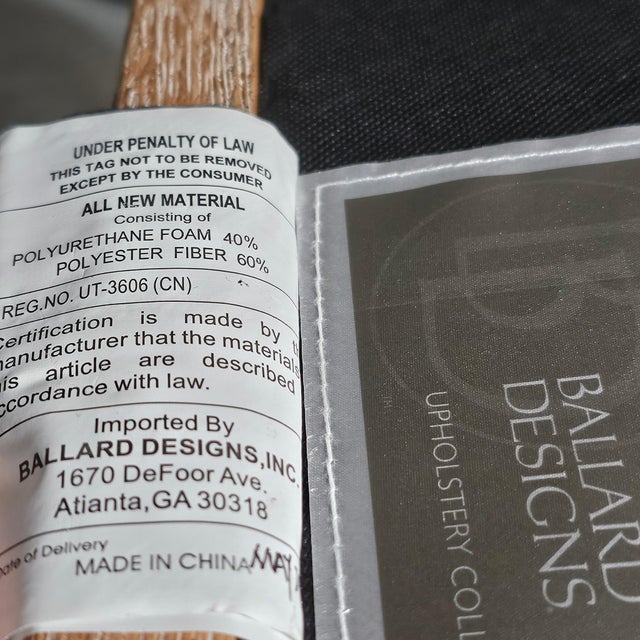 UNDER PENALTY OF LAW
THIS TAG NOT TO BE REMOVED
EXCEPT BY THE CONSUMER
ALL NEW MATERIAL
Consisting of
POLYURETHANE FOAM 40%
POLYESTER FIBER 60%
REG.NO. UT-3606 (CN)
Certification is made by
manufacturer that the materials
article are described
accordance with law.
Imported By
BALLARD DESIGNS,INC.
1670 DeFoor Ave.
Atianta,GA 30318
Date of Delivery
MADE IN CHINA MAY
BALLARD
DESIGNS
UPHOLSTERY